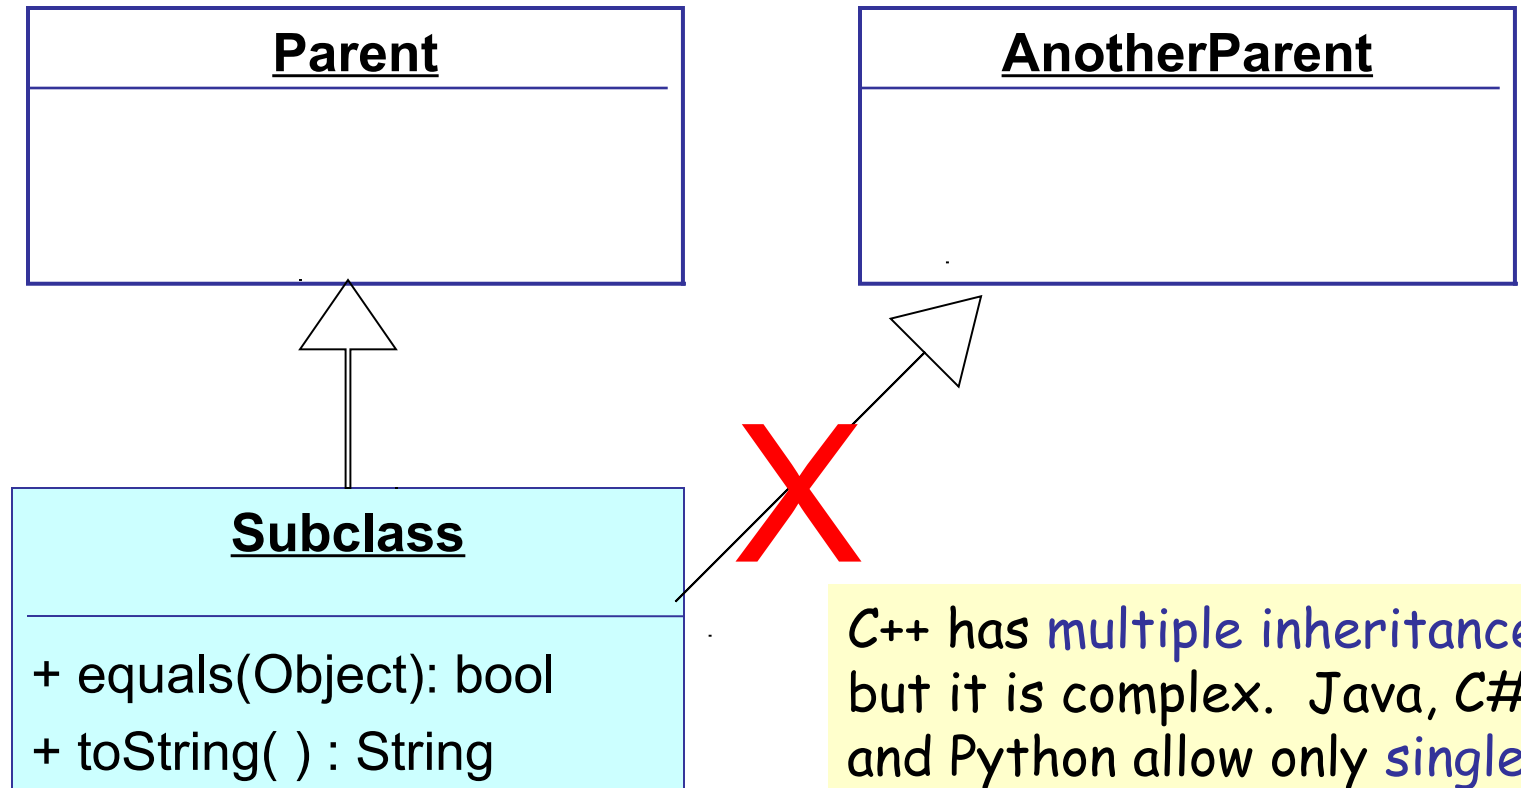 Parent
AnotherParent
Subclass
+ equals(Object): bool
+ toString( ) : String
X
C++ has multiple inheritance
but it is complex. Java, C#
and Python allow only single